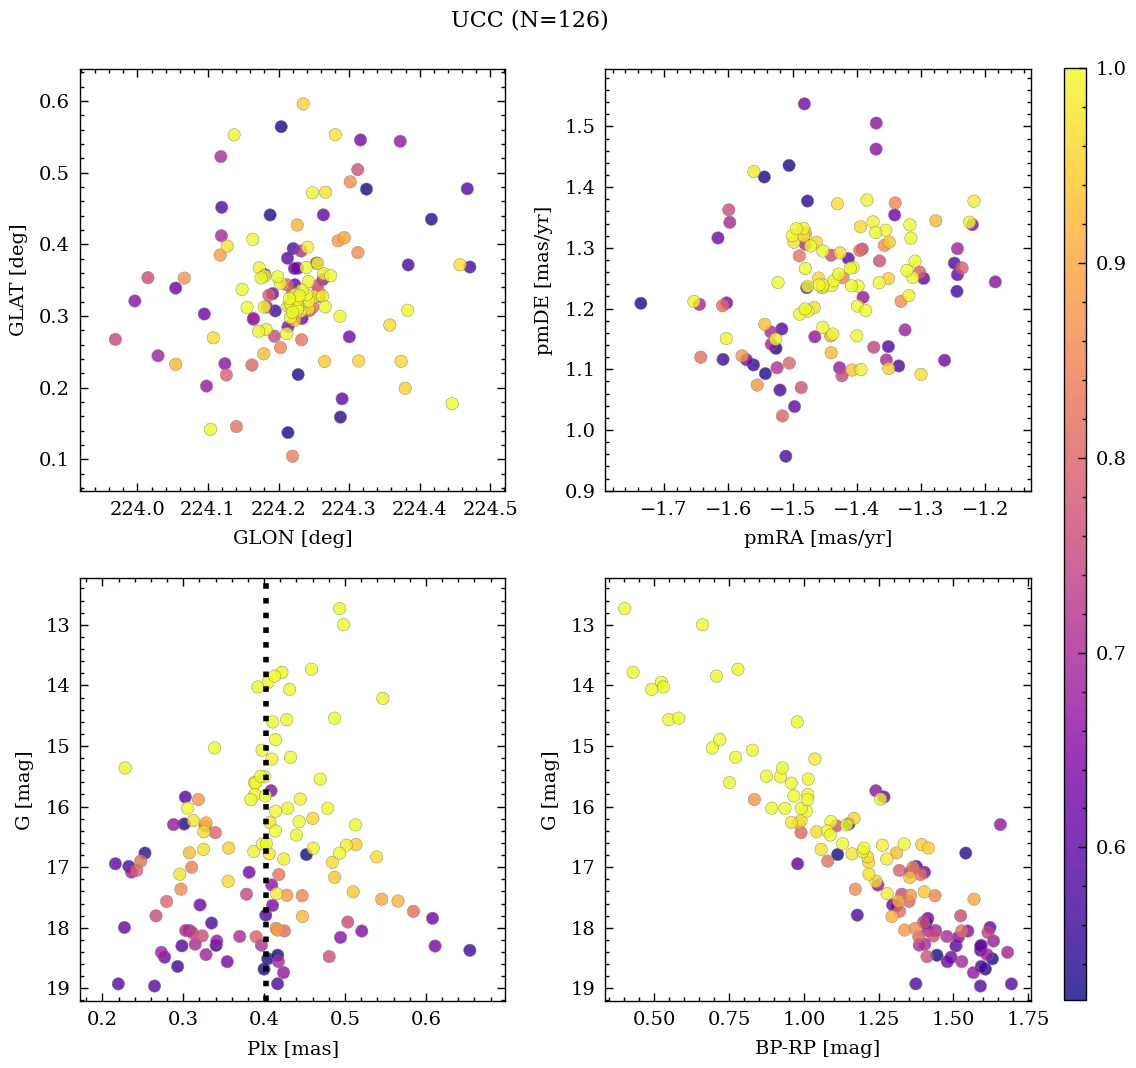 UCC (N=126)
0.6
0.5
0.4
0.3
0.2
0.1
GLAT [deg]
224.0 224.1 224.2 224.3 224.4 224.5
GLON [deg]
1.5
1.4
1.3
1.2
1.1
1.0
0.9
pmDE [mas/yr]
−1.7 −1.6 −1.5 −1.4 −1.3 −1.2
pmRA [mas/yr]
13
14
15
16
17
18
19
G [mag]
0.2 0.3 0.4 0.5 0.6
Plx [mas]
13
14
15
16
17
18
19
G [mag]
0.50 0.75 1.00 1.25 1.50 1.75
BP-RP [mag]
1.0
0.9
0.8
0.7
0.6